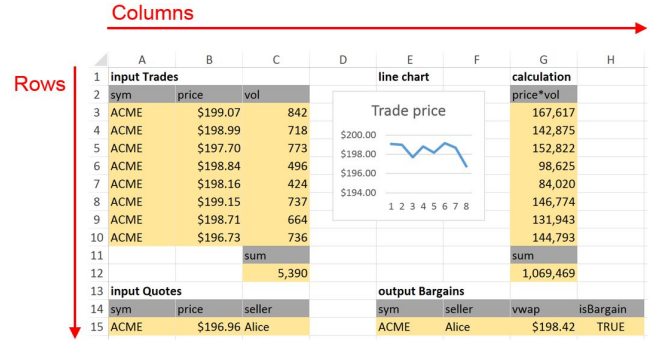 Columns
Rows
A B C D E F G H
1 input Trades line chart calculation
2 sym price vol price*vol
3 ACME $199.07 842 167,617
4 ACME $198.99 718 142,875
5 ACME $197.70 773 152,822
6 ACME $198.84 496 98,625
7 ACME $198.16 424 84,020
8 ACME $199.15 737 146,774
9 ACME $198.71 664 131,943
10 ACME $196.73 736 144,793
11 sum sum
12 5,390 1,069,469
13 input Quotes output Bargains
14 sym price seller sym seller vwap isBargain
15 ACME $196.96 Alice ACME Alice $198.42 TRUE
Trade price
$200.00
$198.00
$196.00
$194.00
1 2 3 4 5 6 7 8